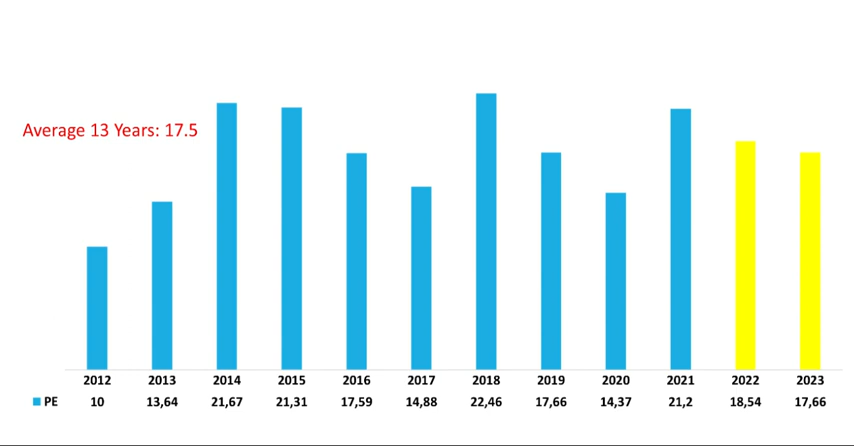 Average 13 Years: 17.5
2012 2013 2014 2015 2016 2017 2018 2019 2020 2021 2022 2023
PE 10 13,64 21,67 21,31 17,59 14,88 22,46 17,66 14,37 21,2 18,54 17,66